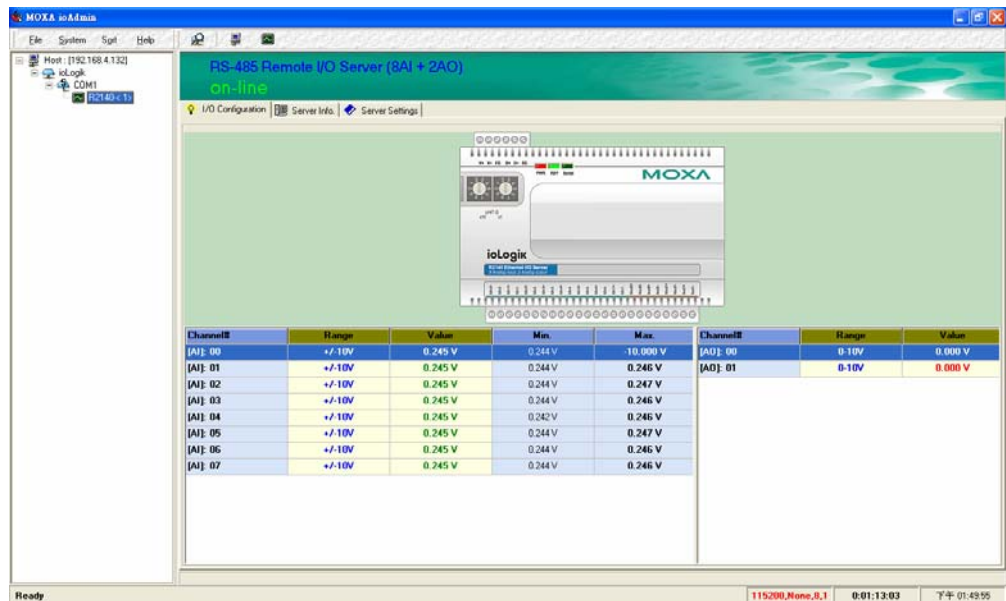 MOXA ioAdmin
File System Sort Help
Host : [192.168.4.132]
ioLogik
COM1
R2140< 1>
RS-485 Remote I/O Server (8AI + 2AO)
on-line
I/O Configuration Server Info. Server Settings
MOXA
ioLogik
Channel# Range Value Min. Max. Channel# Range Value
[AI]: 00 +/-10V 0.245 V 0.244 V -10.000 V [AO]: 00 0-10V 0.000 V
[AI]: 01 +/-10V 0.245 V 0.244 V 0.246 V [AO]: 01 0-10V 0.000 V
[AI]: 02 +/-10V 0.245 V 0.244 V 0.247 V
[AI]: 03 +/-10V 0.245 V 0.244 V 0.246 V
[AI]: 04 +/-10V 0.245 V 0.242 V 0.246 V
[AI]: 05 +/-10V 0.245 V 0.244 V 0.247 V
[AI]: 06 +/-10V 0.245 V 0.244 V 0.246 V
[AI]: 07 +/-10V 0.245 V 0.244 V 0.246 V
Ready 115200,None,8,1 0:01:13:03 下午 01:49:55